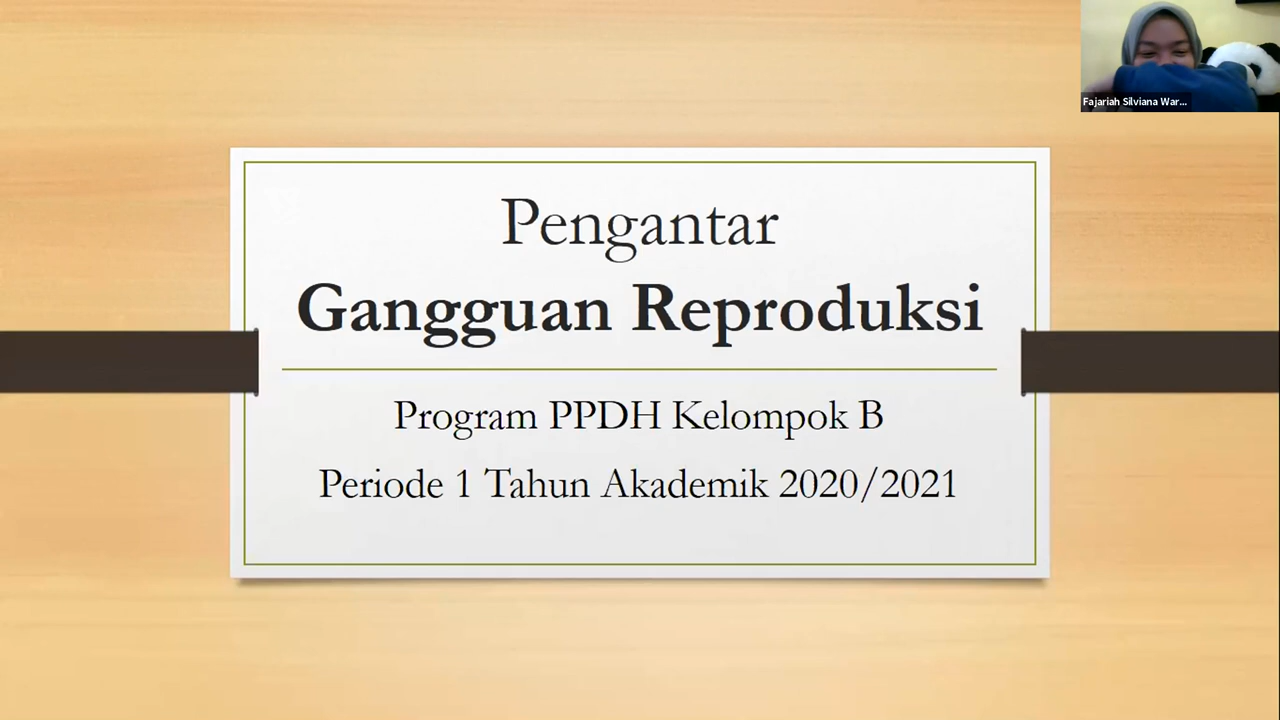 Fajariah Silviana War...
Pengantar
Gangguan Reproduksi
Program PPDH Kelompok B
Periode 1 Tahun Akademik 2020/2021